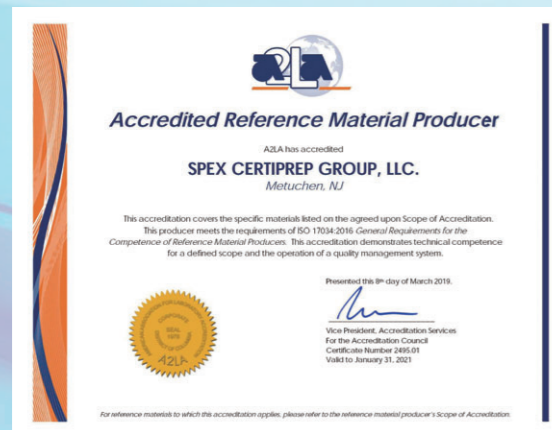 A2LA
Accredited Reference Material Producer
A2LA has accredited
SPEX CERTIPREP GROUP, LLC.
Metuchen, NJ
This accreditation covers the specific materials listed on the agreed upon Scope of Accreditation.
This producer meets the requirements of ISO 17034:2016 General Requirements for the
Competence of Reference Material Producers. This accreditation demonstrates technical competence
for a defined scope and the operation of a quality management system.
Presented this 8th day of March 2019.
Vice President, Accreditation Services
For the Accreditation Council
Certificate Number 2495.01
Valid to January 31, 2021
CORPORATE
SEAL
1978
A2LA
For reference materials to which this accreditation applies, please refer to the reference material producer's Scope of Accreditation.